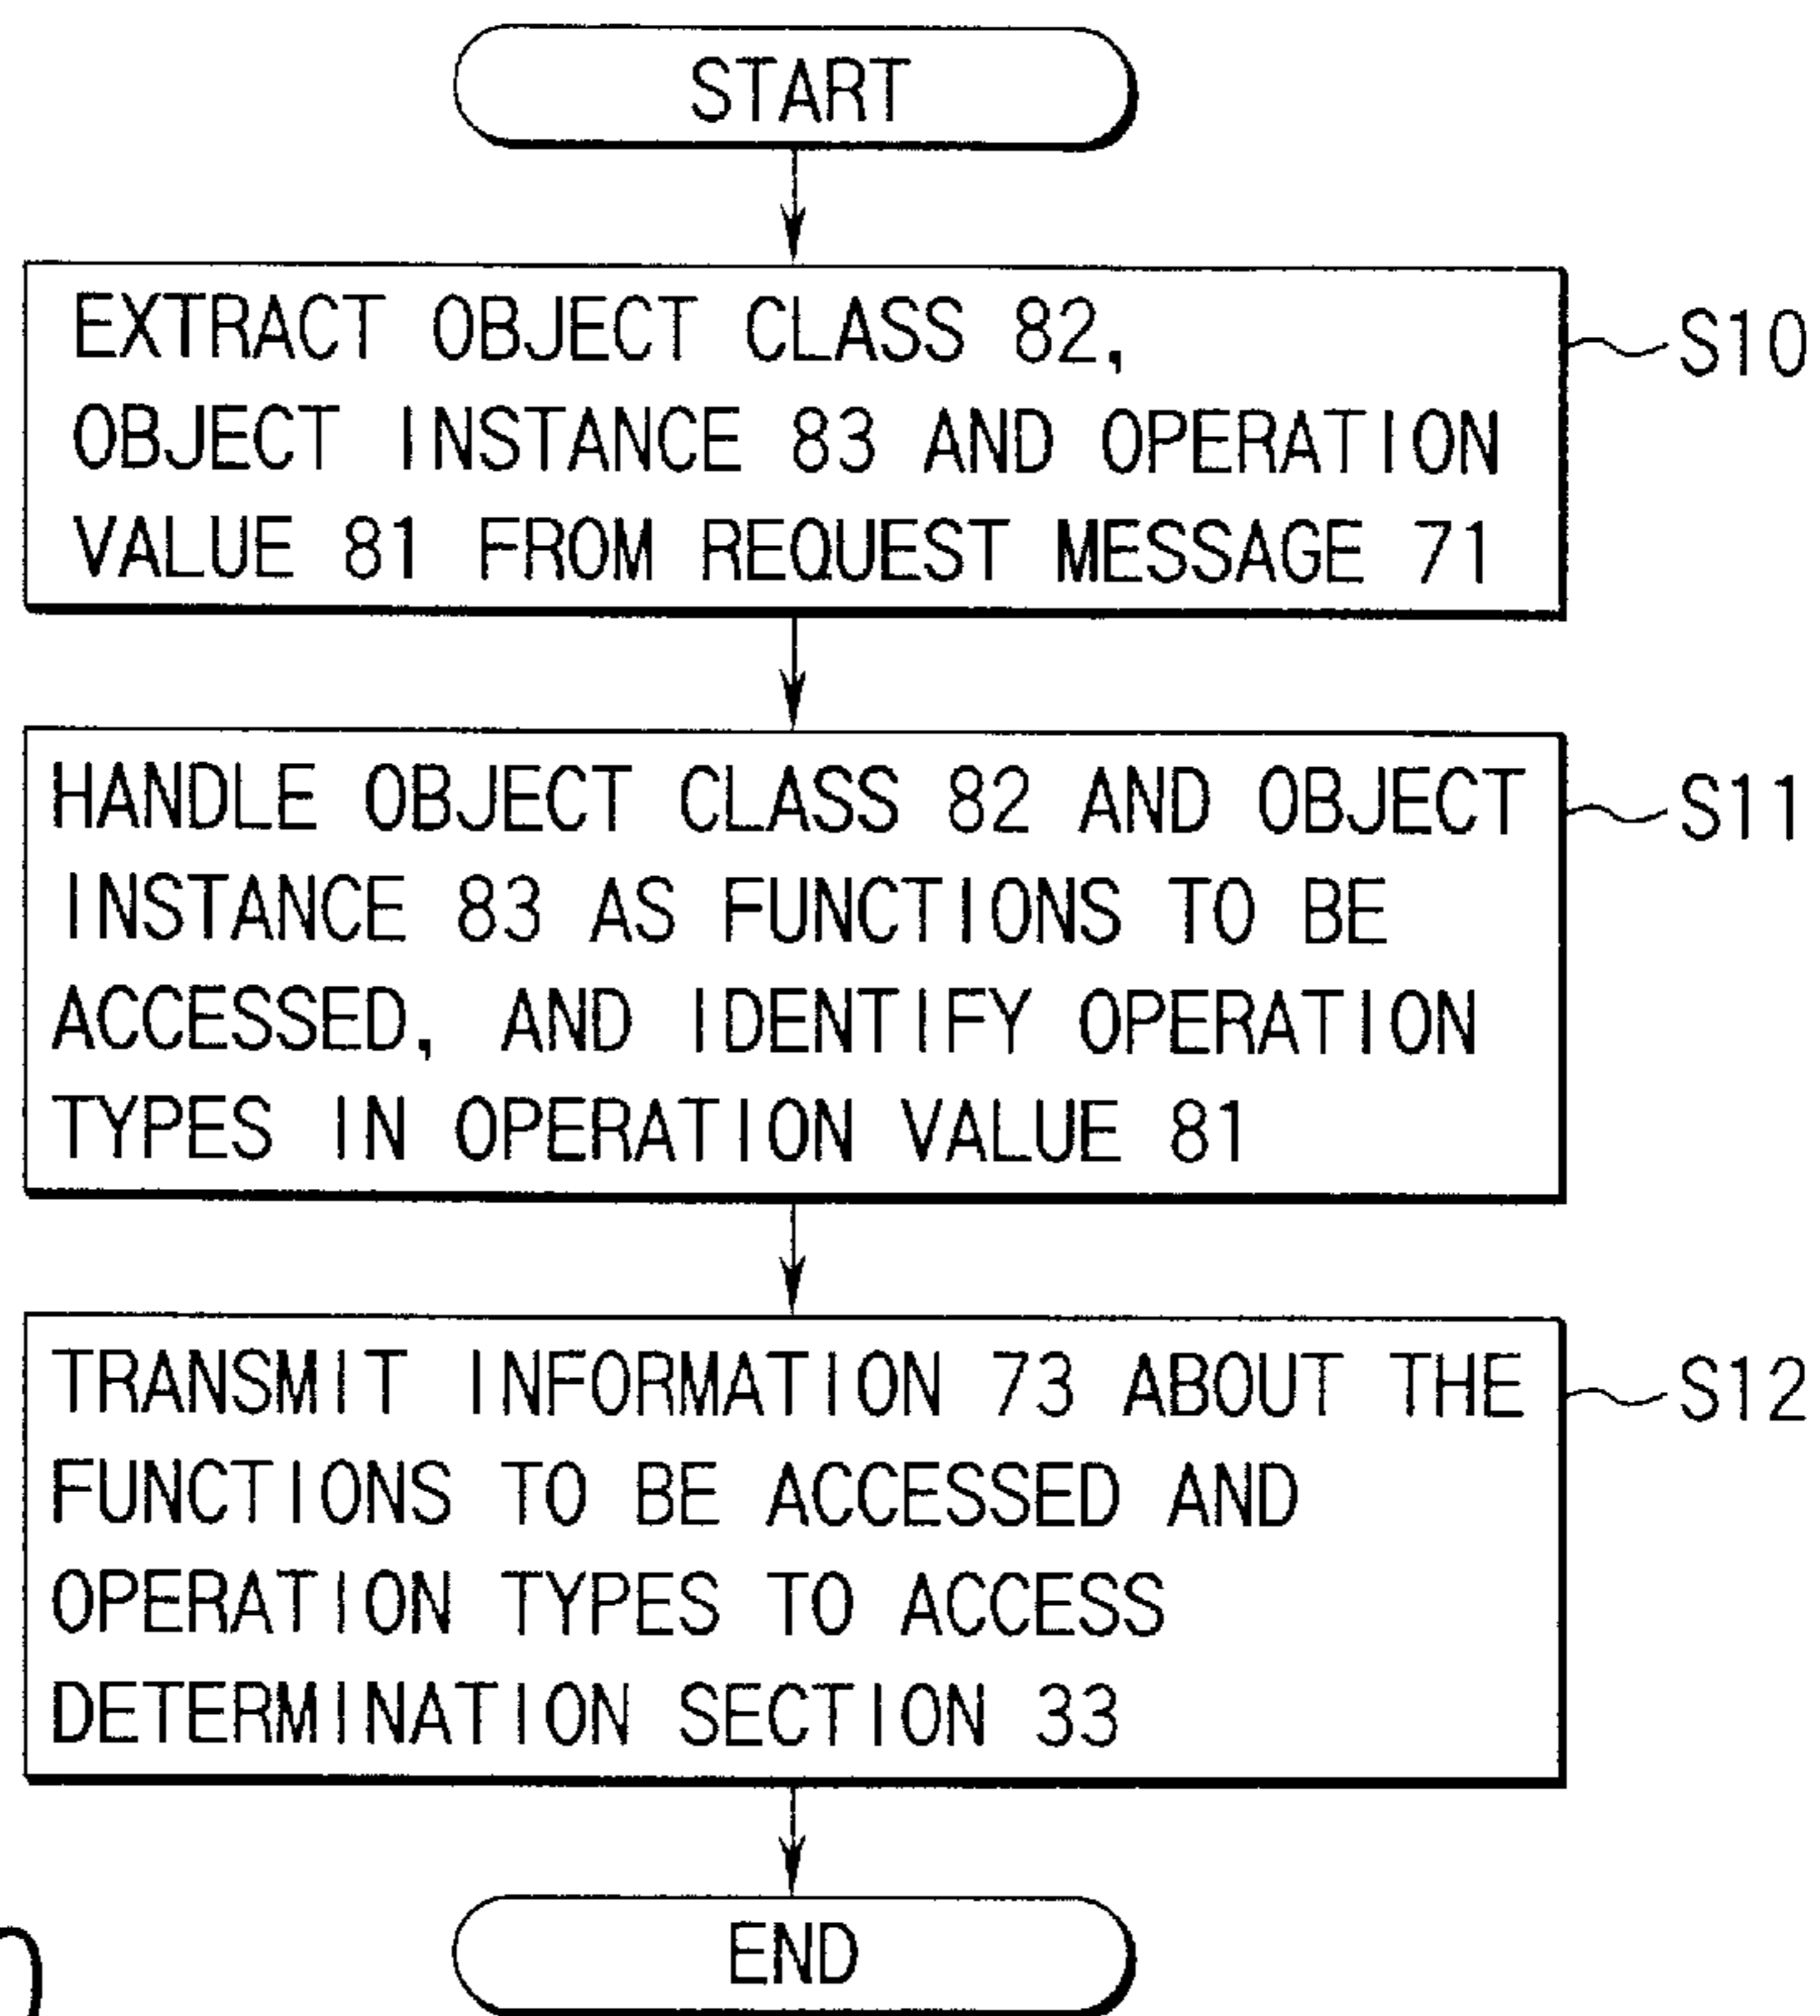 START
EXTRACT OBJECT CLASS 82,
OBJECT INSTANCE 83 AND OPERATION
VALUE 81 FROM REQUEST MESSAGE 71
S10
HANDLE OBJECT CLASS 82 AND OBJECT
INSTANCE 83 AS FUNCTIONS TO BE
ACCESSED, AND IDENTIFY OPERATION
TYPES IN OPERATION VALUE 81
S11
TRANSMIT INFORMATION 73 ABOUT THE
FUNCTIONS TO BE ACCESSED AND
OPERATION TYPES TO ACCESS
DETERMINATION SECTION 33
S12
END